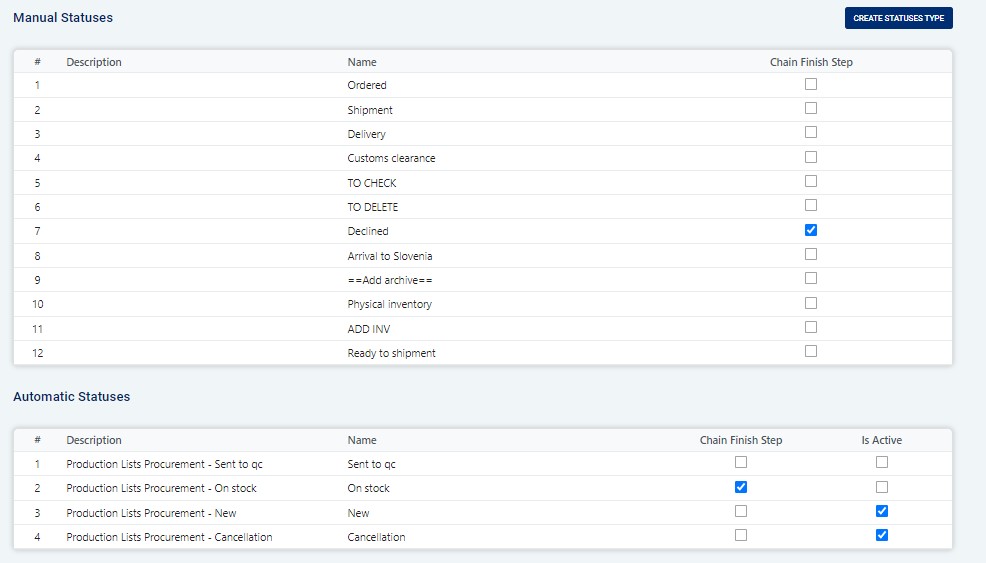 Manual Statuses
CREATE STATUSES TYPE
# Description Name Chain Finish Step
1 Ordered
2 Shipment
3 Delivery
4 Customs clearance
5 TO CHECK
6 TO DELETE
7 Declined
8 Arrival to Slovenia
9 ==Add archive==
10 Physical inventory
11 ADD INV
12 Ready to shipment
Automatic Statuses
# Description Name Chain Finish Step Is Active
1 Production Lists Procurement - Sent to qc Sent to qc
2 Production Lists Procurement - On stock On stock
3 Production Lists Procurement - New New
4 Production Lists Procurement - Cancellation Cancellation